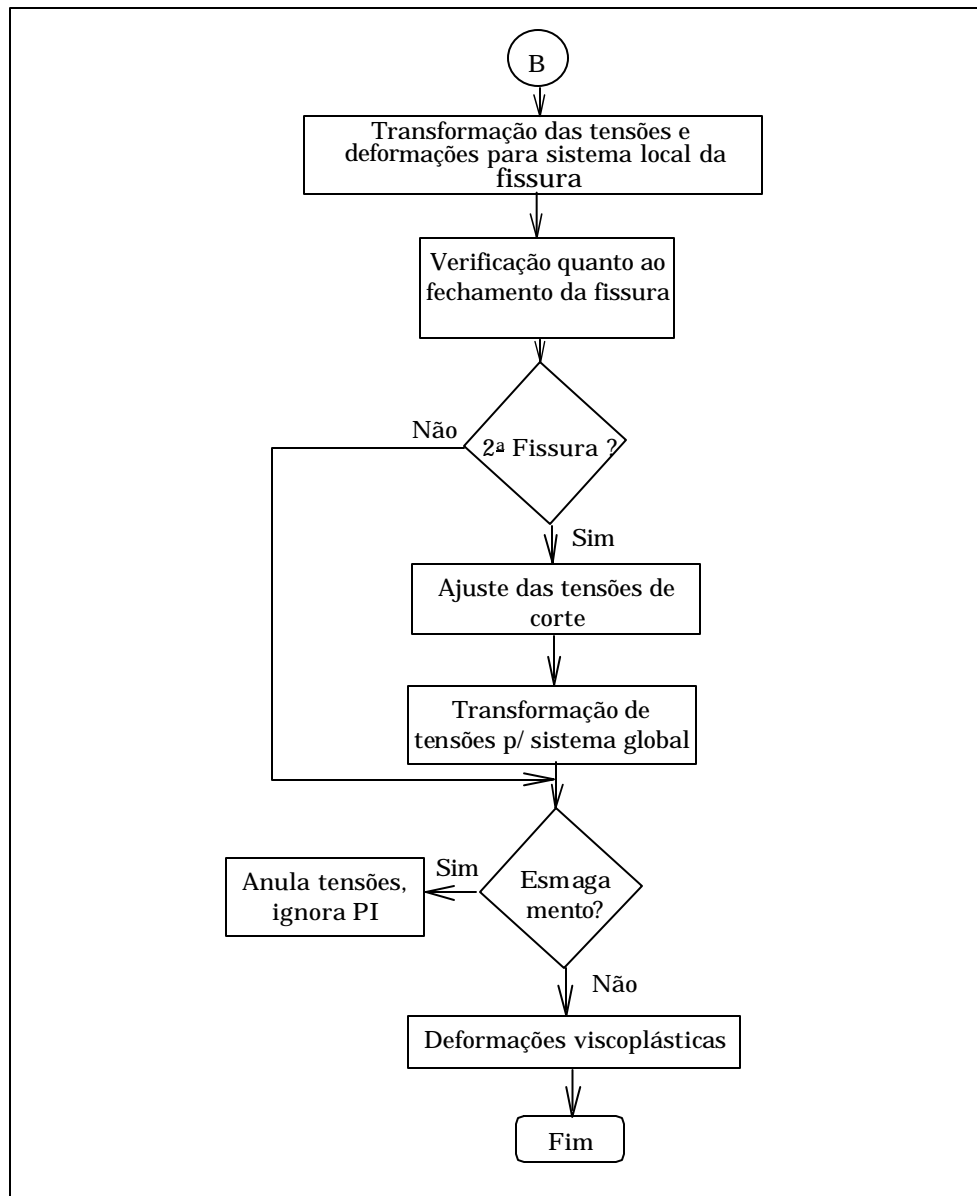 B
Transformação das tensões e
deformações para sistema local da
fissura
Verificação quanto ao
fechamento da fissura
Não
2ª Fissura ?
Sim
Ajuste das tensões de
corte
Transformação de
tensões p/ sistema global
Anula tensões,
ignora PI
Sim
Esmaga
mento?
Não
Deformações viscoplásticas
Fim